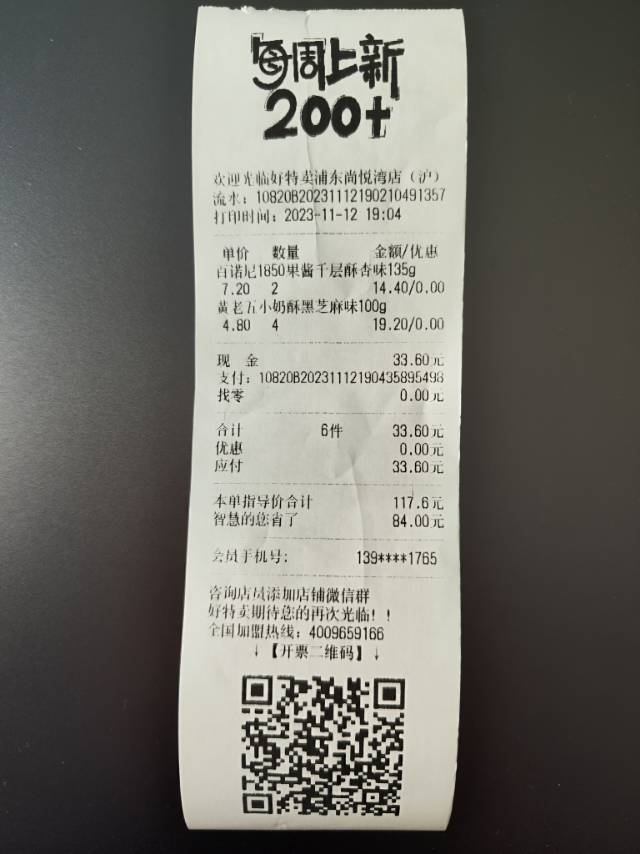 每周上新
200+
欢迎光临好特卖浦东尚悦湾店（沪）
流水：10820B20231112190210491357
打印时间：2023-11-12 19:04
单价 数量 金额/优惠
百诺尼1850果酱千层酥杏味135g
7.20 2 14.40/0.00
黄老五小奶酥黑芝麻味100g
4.80 4 19.20/0.00
现 金 33.60元
支付：10820B20231112190435895498
找零 0.00元
合计 6件 33.60元
优惠 0.00元
应付 33.60元
本单指导价合计 117.6元
智慧的您省了 84.00元
会员手机号： 139****1765
咨询店员添加店铺微信群
好特卖期待您的再次光临！！
全国加盟热线：4009659166
↓【开票二维码】↓